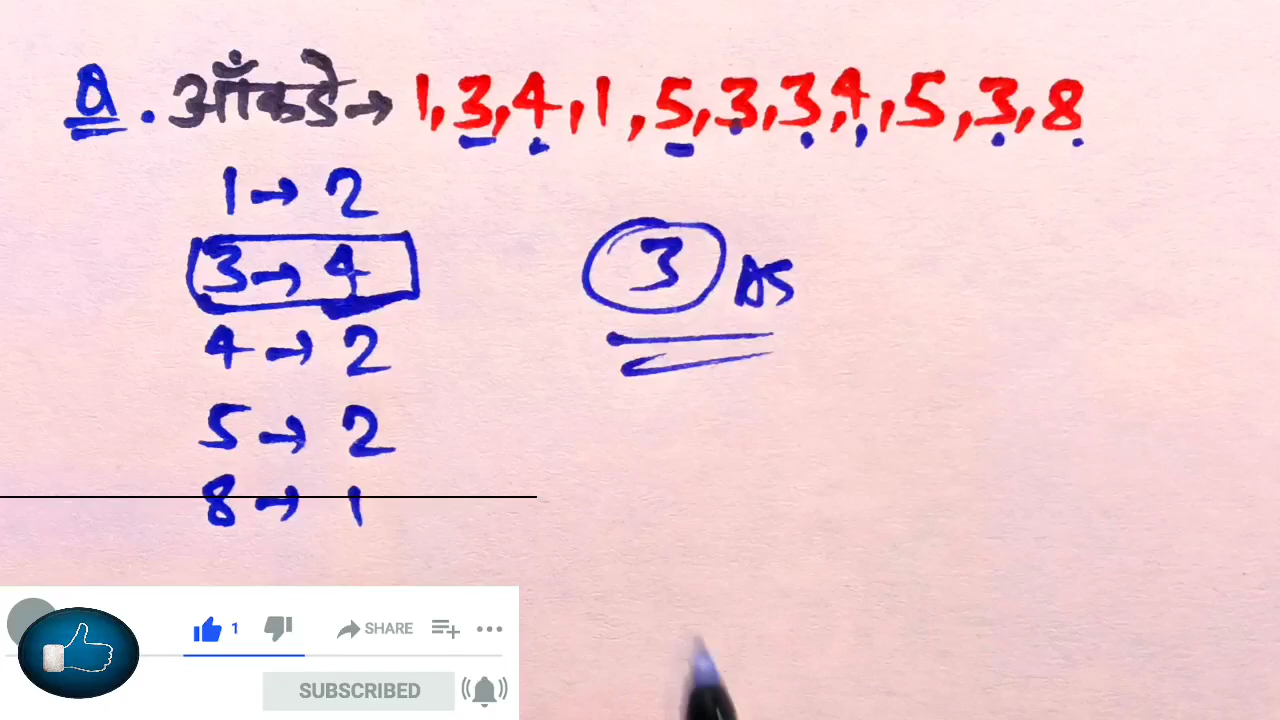 Q. आँकडे → 1,3,4,1,5,3,3,4,5,3,8
1 → 2
3 → 4
3 As
4 → 2
5 → 2
8 → 1
1 SHARE
SUBSCRIBED